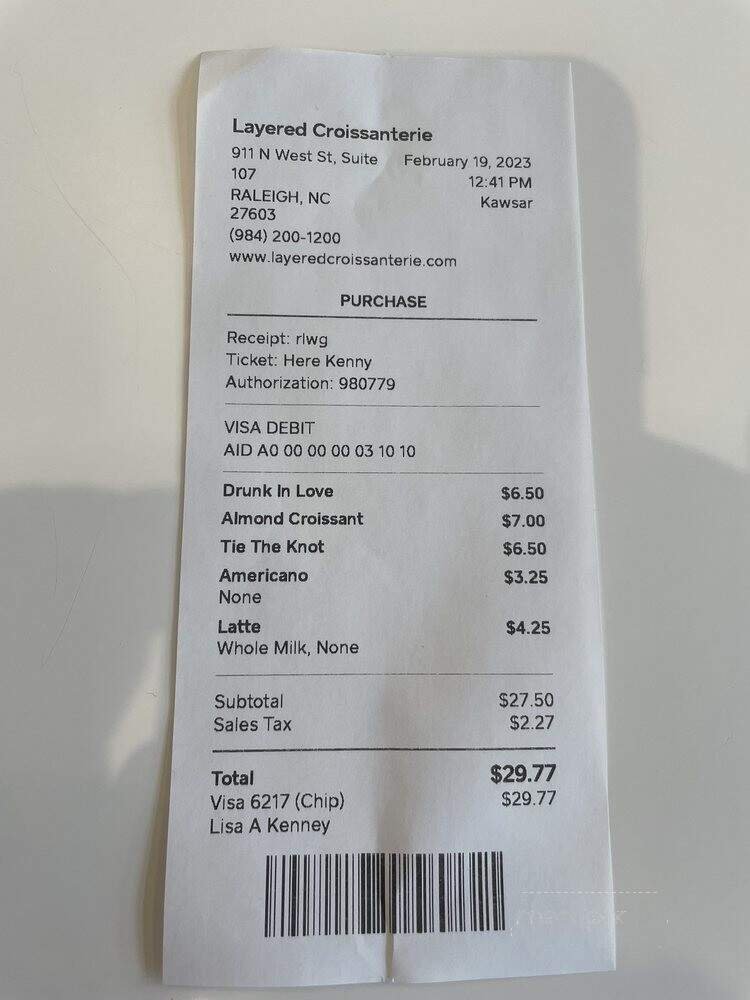 Layered Croissanterie
911 N West St, Suite February 19, 2023
107 12:41 PM
RALEIGH, NC Kawsar
27603
(984) 200-1200
www.layeredcroissanterie.com
PURCHASE
Receipt: rlwg
Ticket: Here Kenny
Authorization: 980779
VISA DEBIT
AID A0 00 00 00 03 10 10
Drunk In Love $6.50
Almond Croissant $7.00
Tie The Knot $6.50
Americano $3.25
None
Latte $4.25
Whole Milk, None
Subtotal $27.50
Sales Tax $2.27
Total $29.77
Visa 6217 (Chip) $29.77
Lisa A Kenney